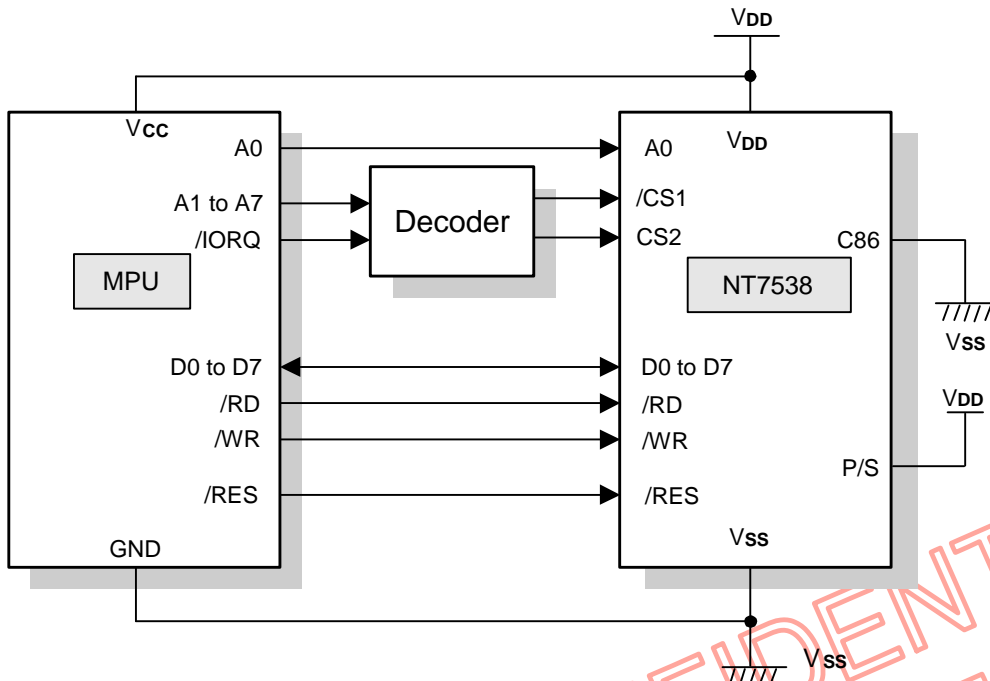 VDD
VCC
A0
A1 to A7
/IORQ
MPU
D0 to D7
/RD
/WR
/RES
GND
Decoder
VDD
A0
/CS1
CS2
C86
NT7538
D0 to D7
/RD
/WR
P/S
/RES
VSS
VSS
VDD
VSS